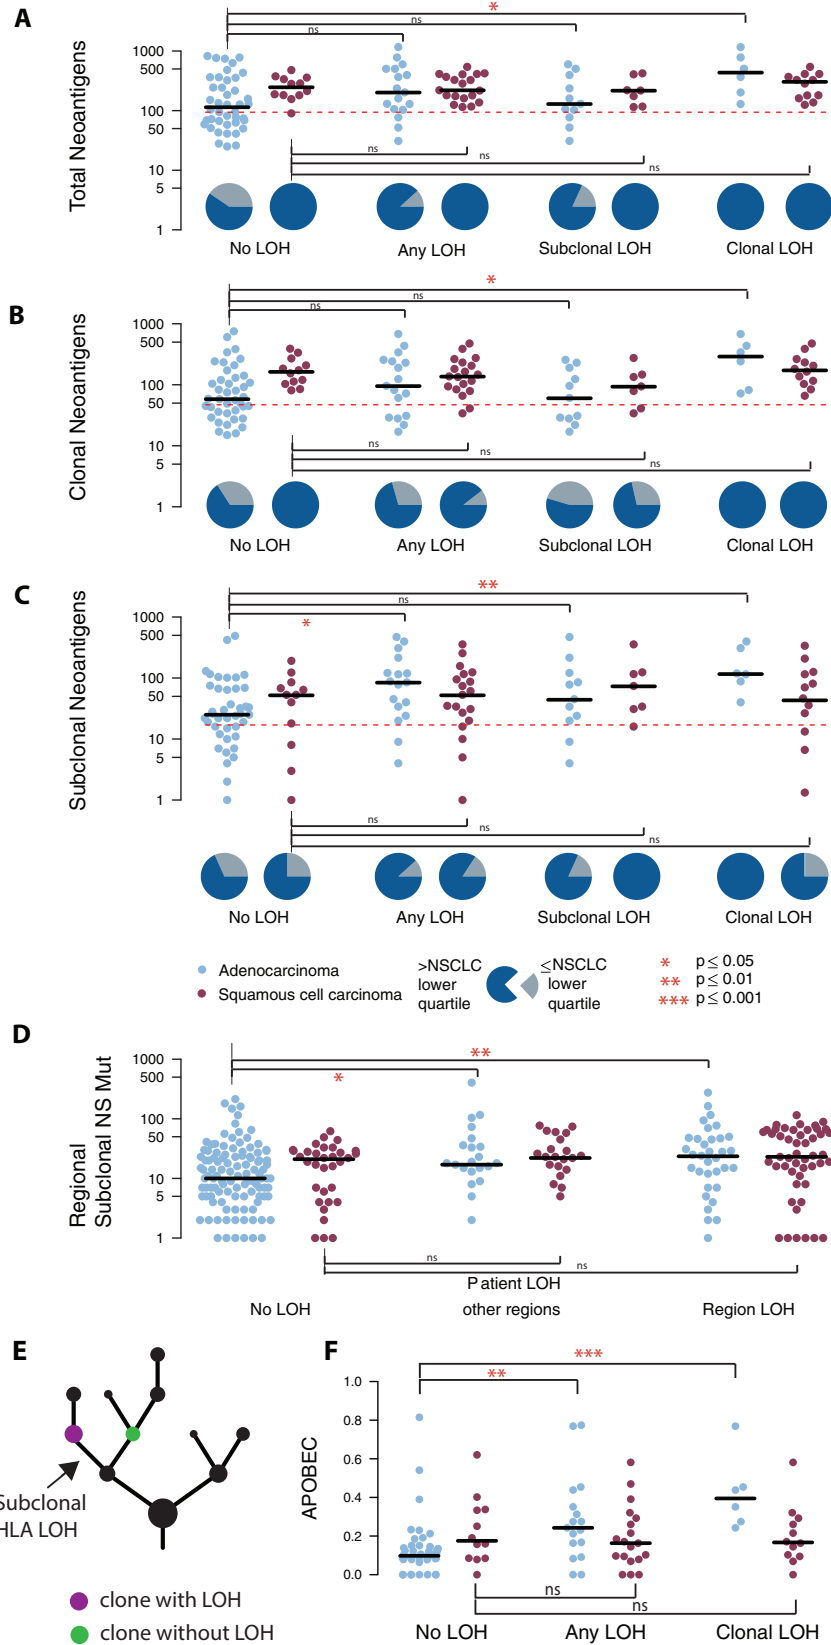 A
*
ns
ns
Total Neoantigens
1000
500
100
50
10
5
1
ns
ns
ns
No LOH Any LOH Subclonal LOH Clonal LOH
B
*
ns
ns
Clonal Neoantigens
1000
500
100
50
10
5
1
ns
ns
ns
No LOH Any LOH Subclonal LOH Clonal LOH
C
**
ns
*
Subclonal Neoantigens
1000
500
100
50
10
5
1
ns
ns
ns
No LOH Any LOH Subclonal LOH Clonal LOH
Adenocarcinoma
Squamous cell carcinoma
>NSCLC
lower
quartile
≤NSCLC
lower
quartile
* p ≤ 0.05
** p ≤ 0.01
*** p ≤ 0.001
D
**
*
Regional
Subclonal NS Mut
1000
500
100
50
10
5
1
ns
ns
No LOH
Patient LOH
other regions
Region LOH
E
Subclonal
HLA LOH
clone with LOH
clone without LOH
F
***
**
APOBEC
1.0
0.8
0.6
0.4
0.2
0.0
ns
ns
No LOH Any LOH Clonal LOH